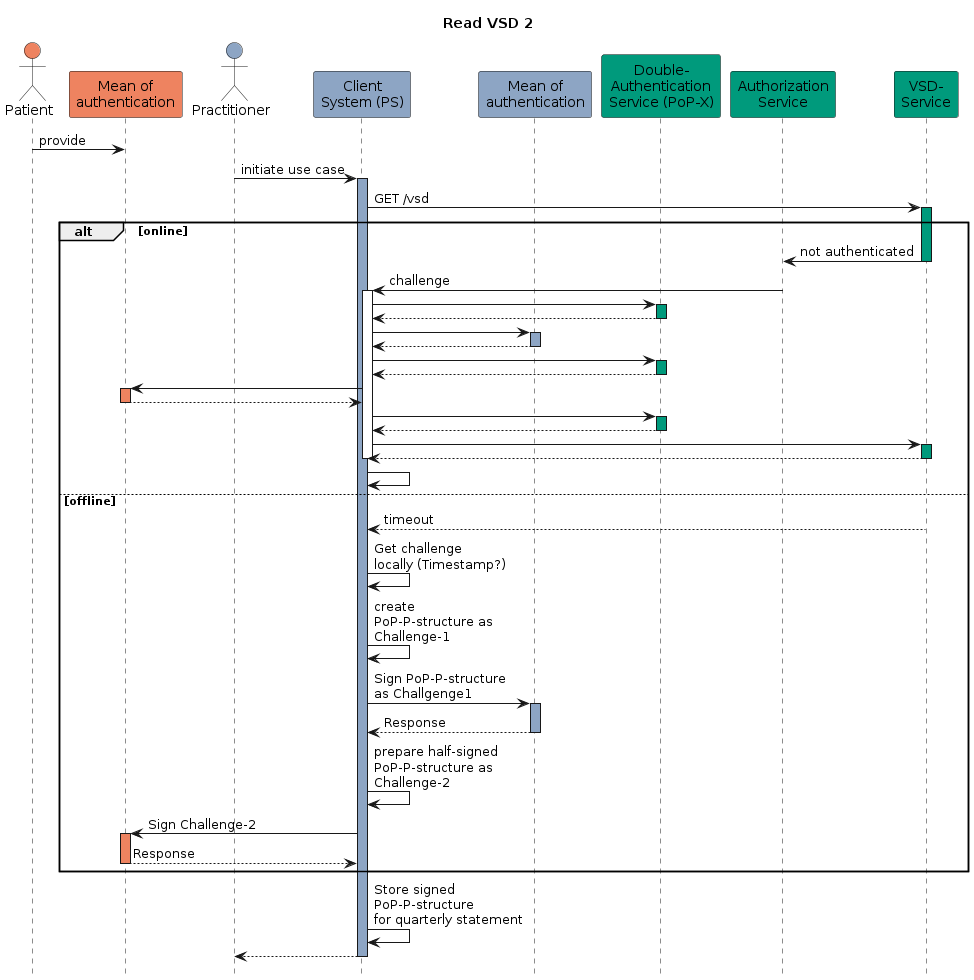 Read VSD 2
Patient
Mean of
authentication
Practitioner
Client
System (PS)
Mean of
authentication
Double-
Authentication
Service (PoP-X)
Authorization
Service
VSD-
Service
provide
initiate use case
GET /vsd
alt
[online]
not authenticated
challenge
[offline]
timeout
Get challenge
locally (Timestamp?)
create
PoP-P-structure as
Challenge-1
Sign PoP-P-structure
as Challgenge1
Response
prepare half-signed
PoP-P-structure as
Challenge-2
Sign Challenge-2
Response
Store signed
PoP-P-structure
for quarterly statement